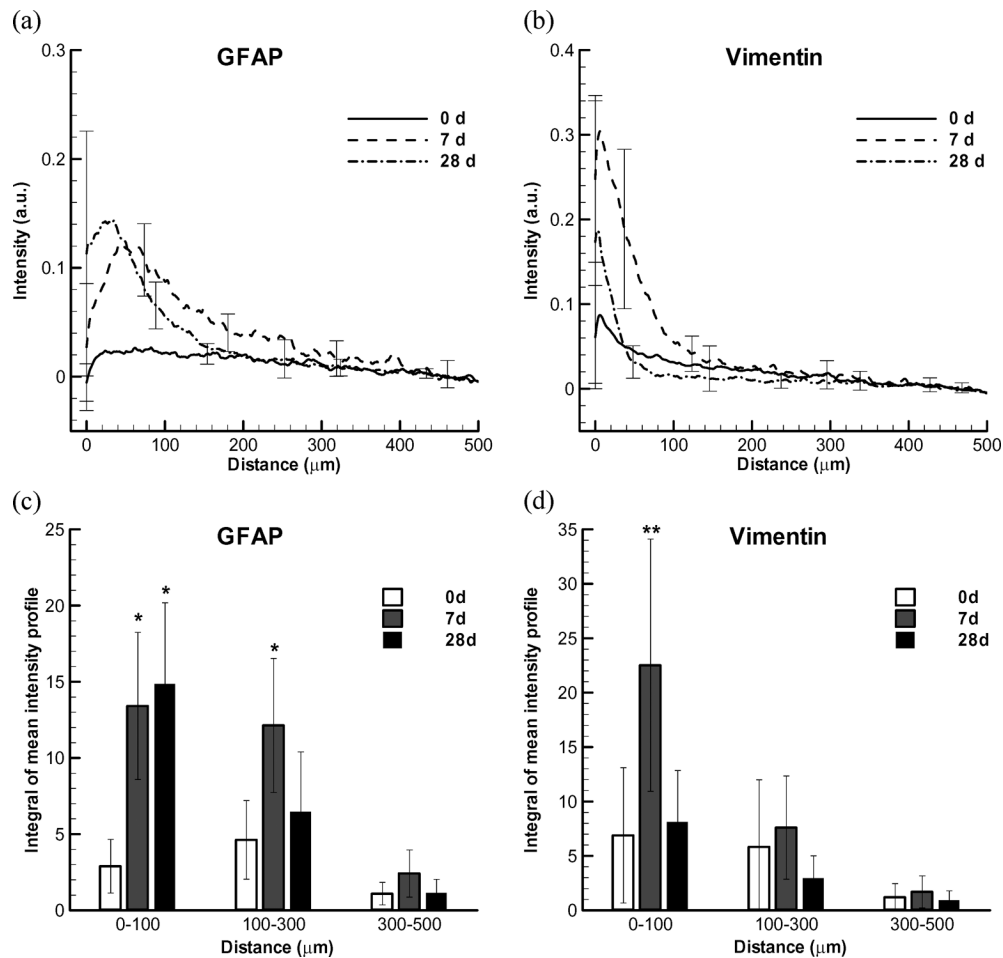 (a)
GFAP
0 d
7 d
28 d
Intensity (a.u.)
0.3
0.2
0.1
0
0 100 200 300 400 500
Distance (μm)
(b)
Vimentin
0 d
7 d
28 d
Intensity (a.u.)
0.4
0.3
0.2
0.1
0
0 100 200 300 400 500
Distance (μm)
(c)
GFAP
0d
7d
28d
Integral of mean intensity profile
25
20
15
10
5
0
* * *
0-100 100-300 300-500
Distance (μm)
(d)
Vimentin
0d
7d
28d
Integral of mean intensity profile
35
30
25
20
15
10
5
0
**
0-100 100-300 300-500
Distance (μm)